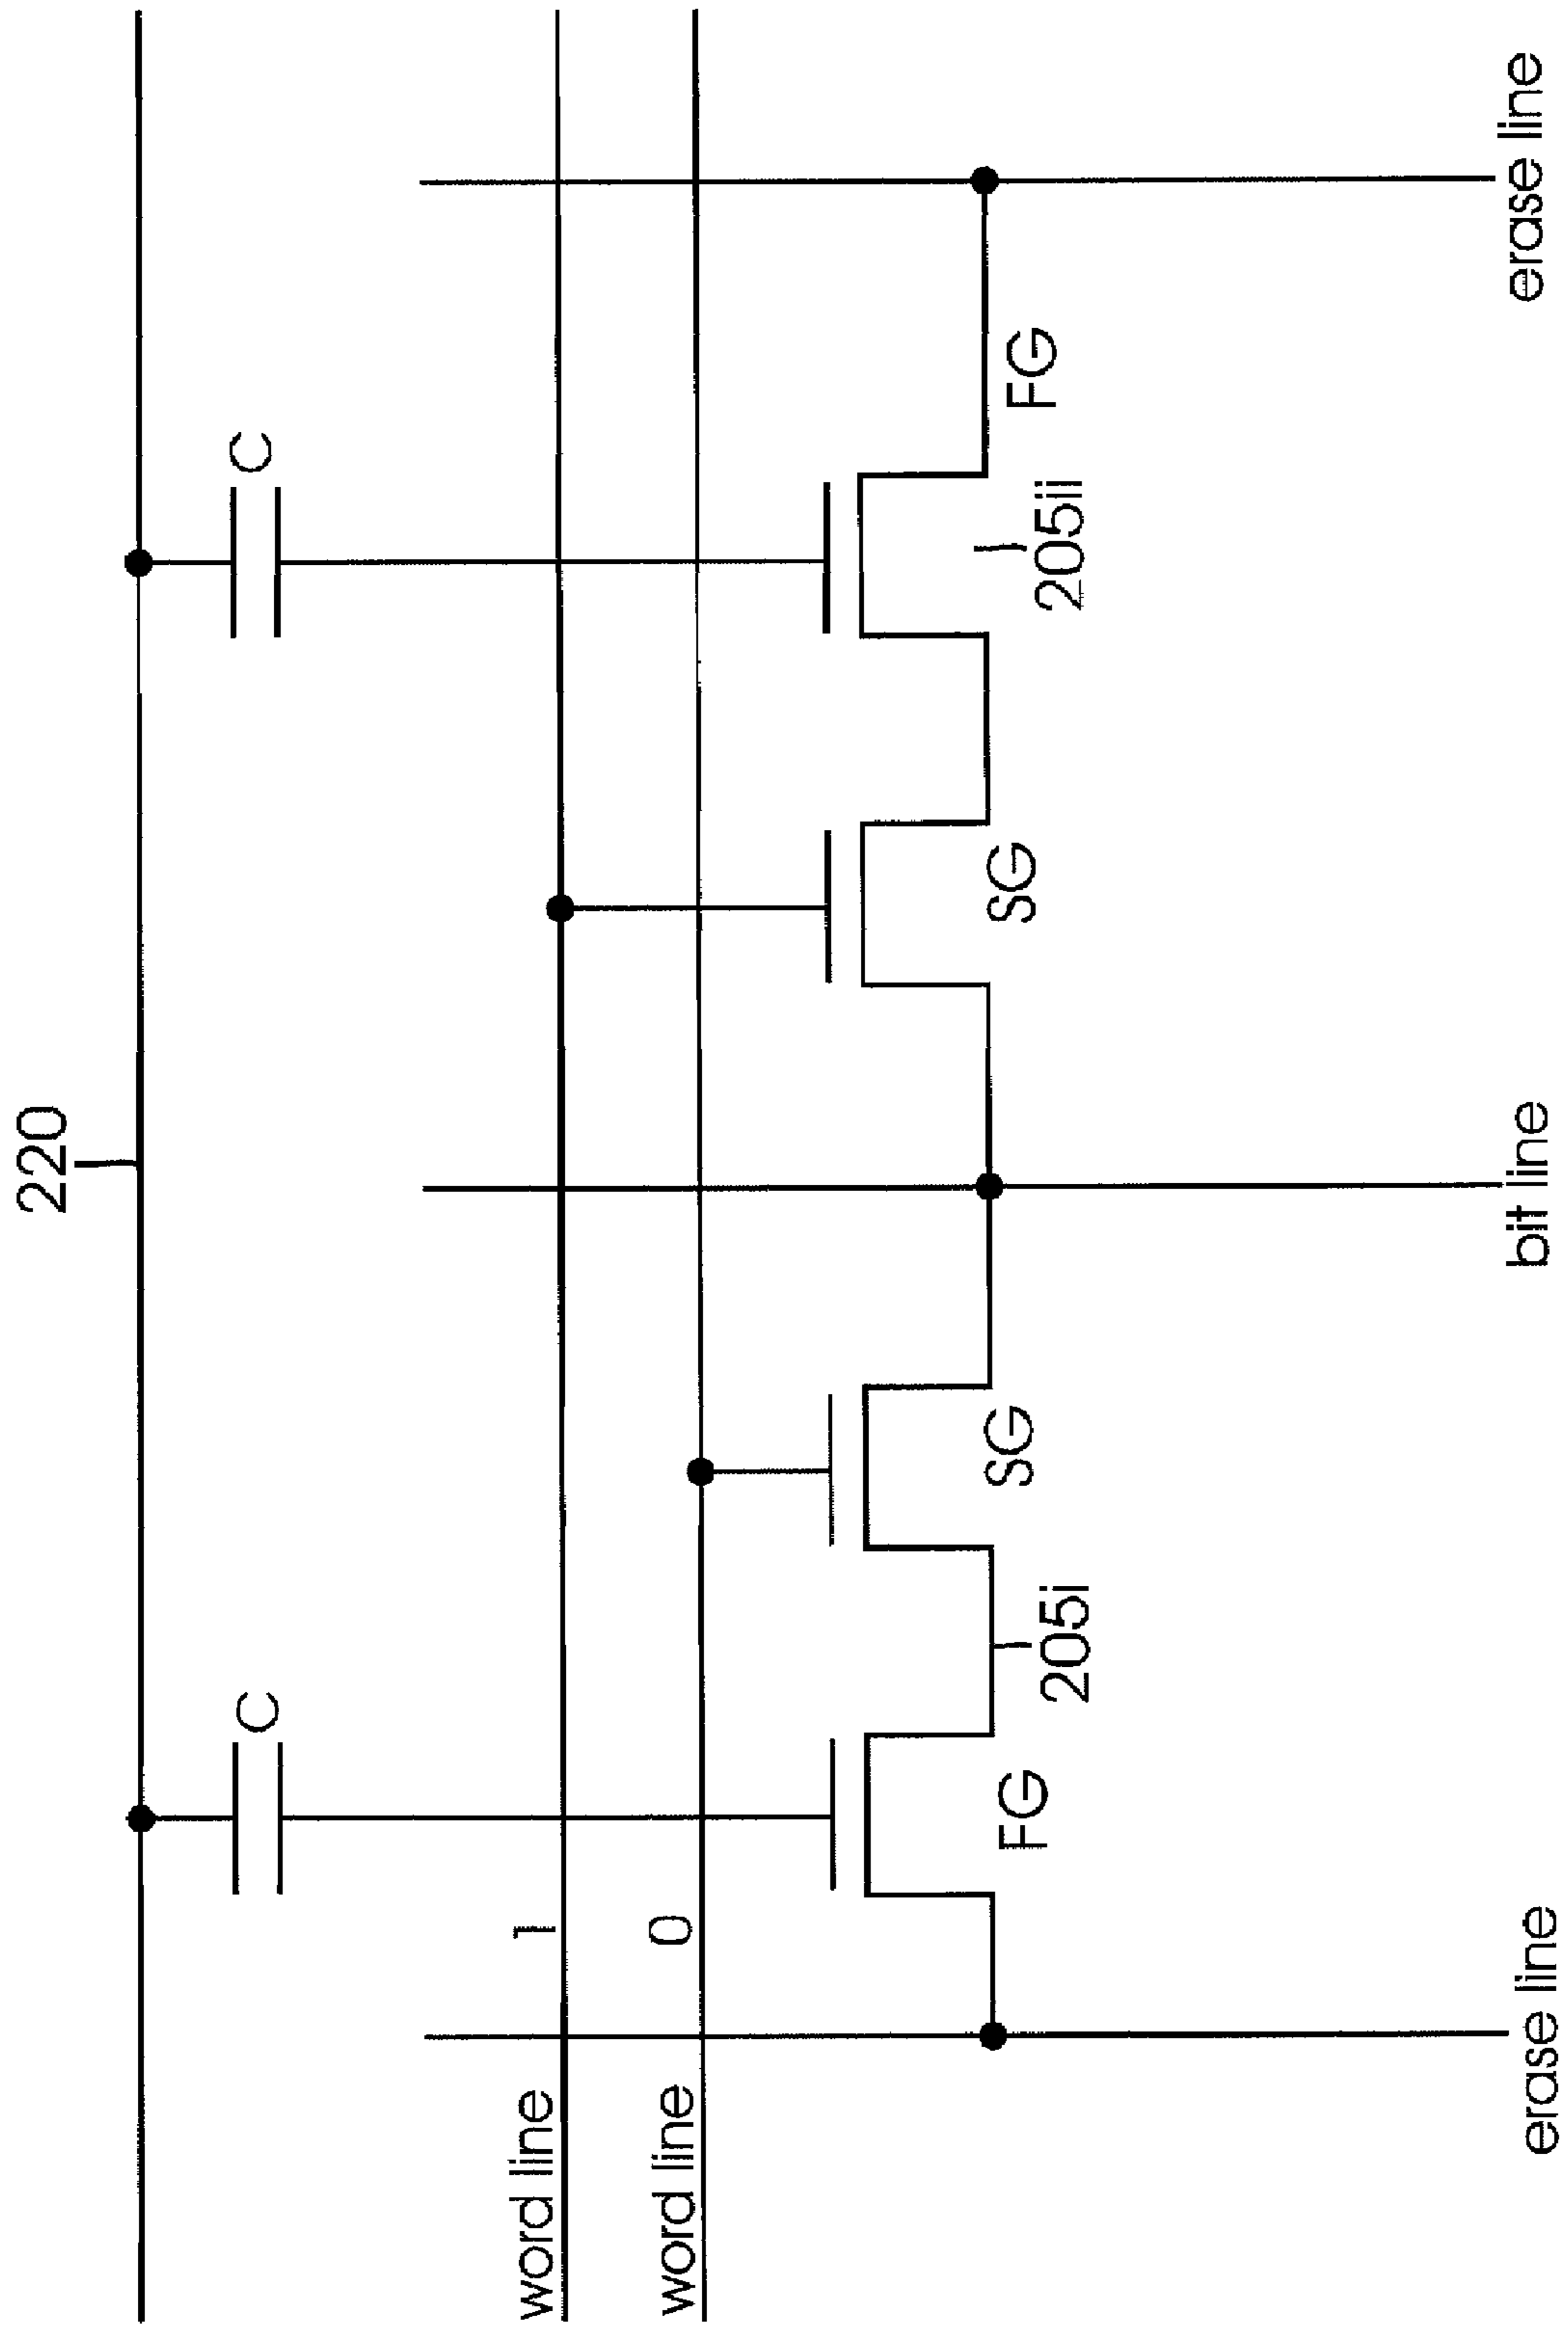 220
C
C
word line 1
word line 0
FG
SG
SG
FG
205i
205ii
erase line
bit line
erase line